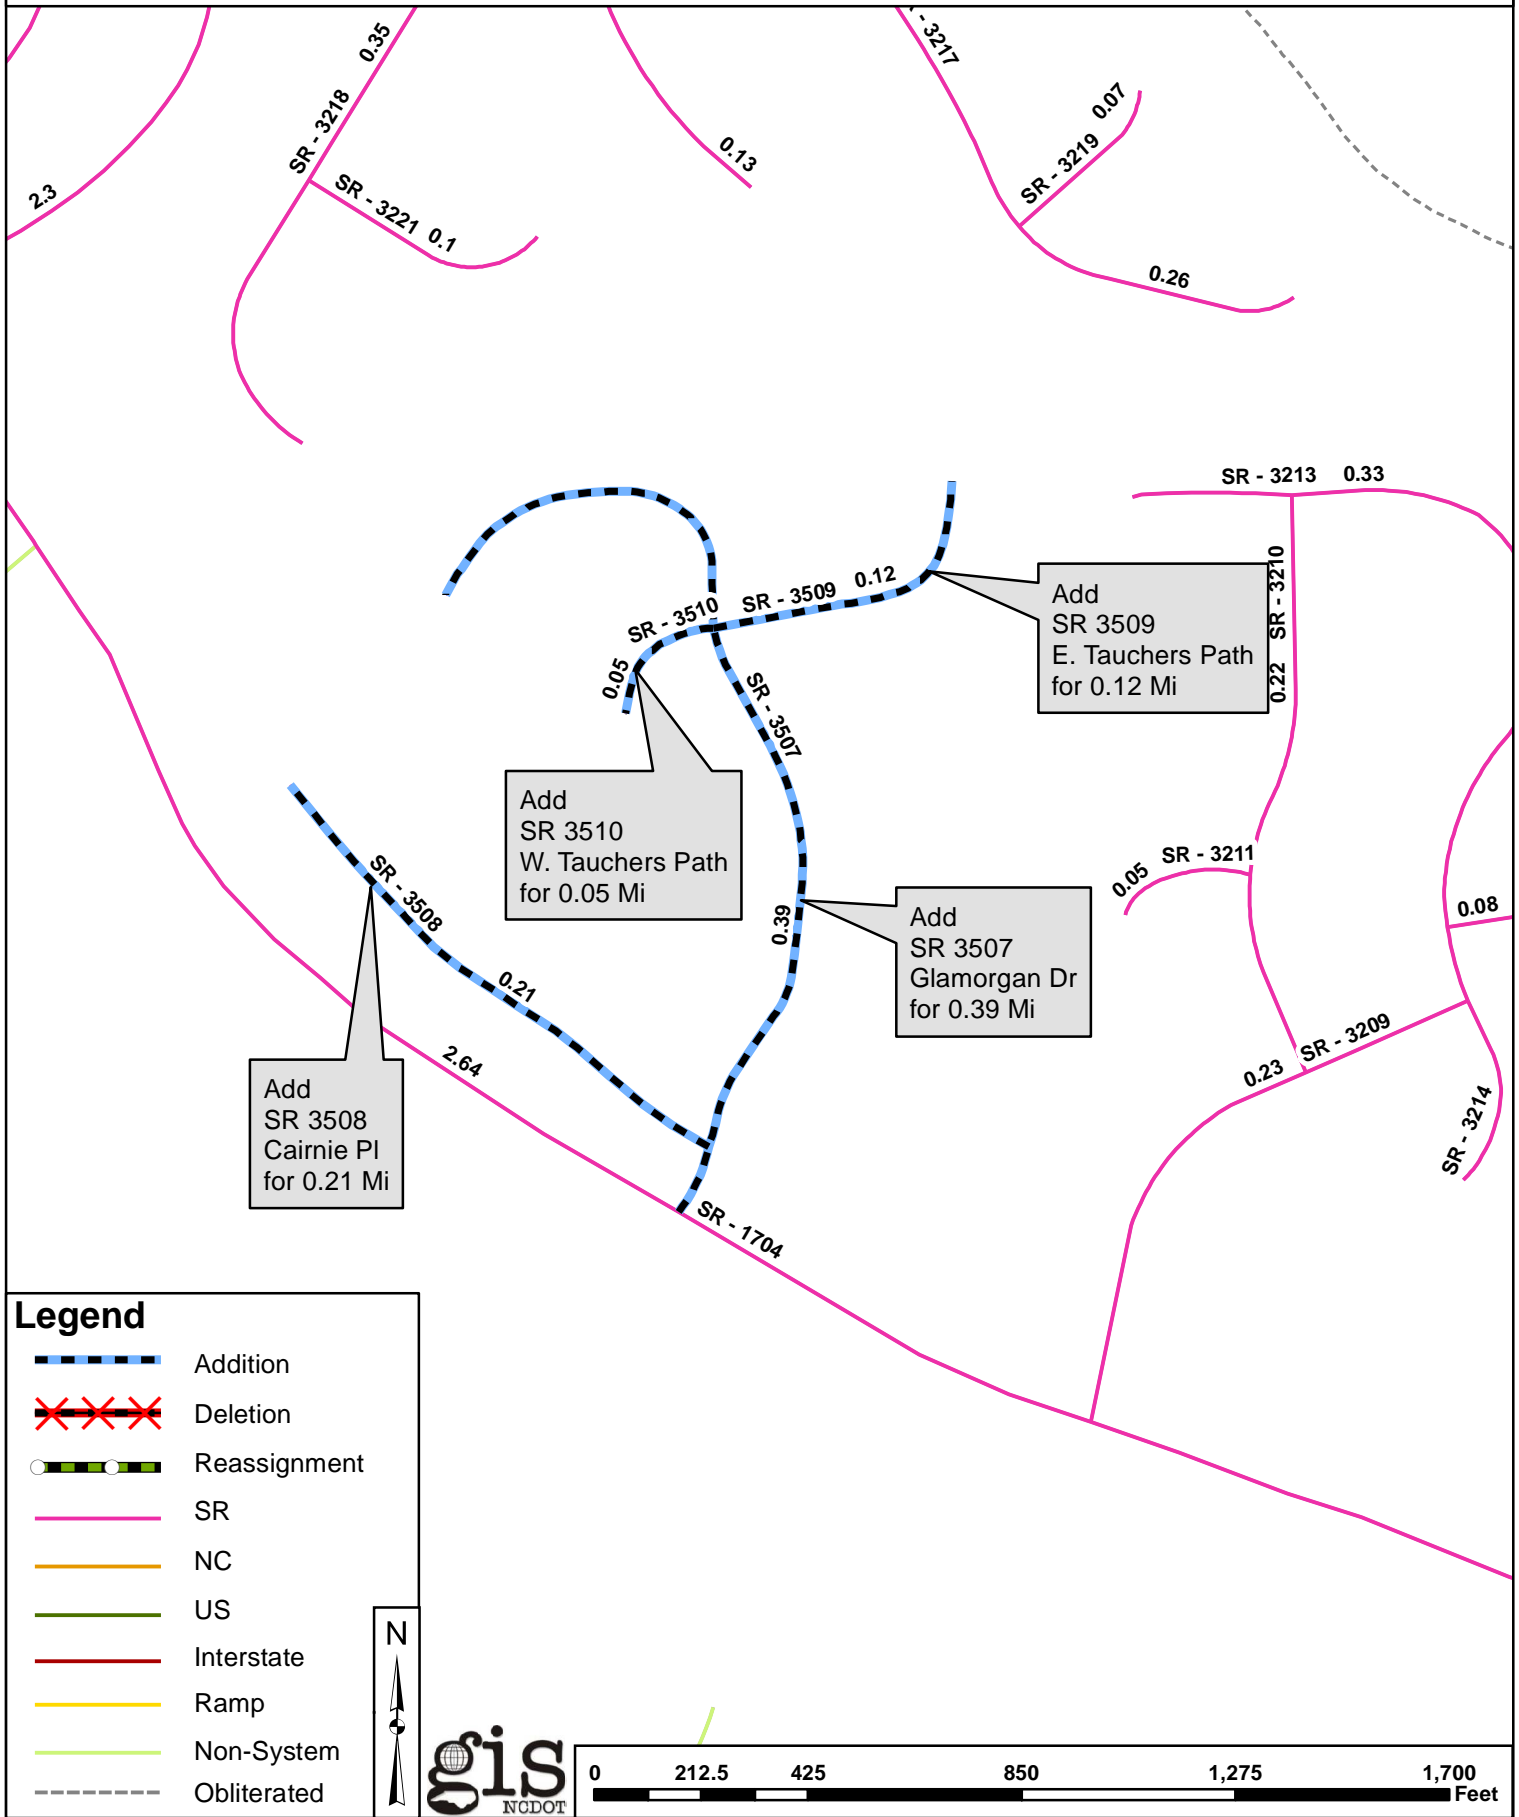 0.35
SR - 3218
2.3
SR - 3221 0.1
0.13
- 3217
0.07
SR - 3219
0.26
SR - 3213 0.33
SR - 3210
0.22
SR - 3509 0.12
SR - 3510
0.05
SR - 3507
0.39
Add
SR 3509
E. Tauchers Path
for 0.12 Mi
Add
SR 3510
W. Tauchers Path
for 0.05 Mi
SR - 3211
0.05
0.08
Add
SR 3507
Glamorgan Dr
for 0.39 Mi
SR - 3508
0.21
2.64
Add
SR 3508
Cairnie Pl
for 0.21 Mi
SR - 3209
0.23
SR - 3214
SR - 1704
Legend
Addition
Deletion
Reassignment
SR
NC
US
Interstate
Ramp
Non-System
Obliterated
N
gis
NCDOT
0 212.5 425 850 1,275 1,700
Feet